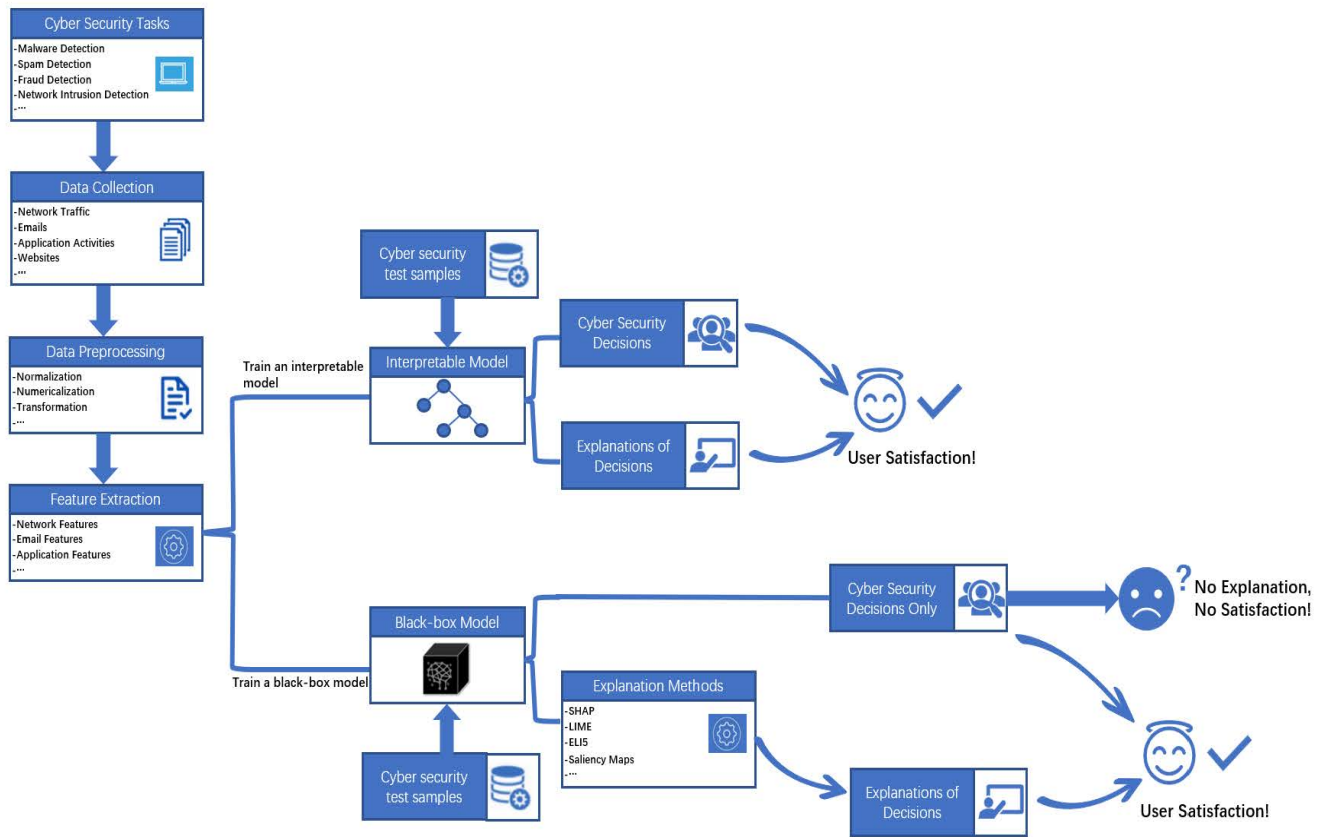 Cyber Security Tasks
-Malware Detection
-Spam Detection
-Fraud Detection
-Network Intrusion Detection
-...
Data Collection
-Network Traffic
-Emails
-Application Activities
-Websites
-...
Data Preprocessing
-Normalization
-Numericalization
-Transformation
-...
Feature Extraction
-Network Features
-Email Features
-Application Features
-...
Train an interpretable
model
Cyber security
test samples
Interpretable Model
Cyber Security
Decisions
Explanations of
Decisions
User Satisfaction!
Train a black-box model
Black-box Model
Cyber security
test samples
Cyber Security
Decisions Only
?
No Explanation,
No Satisfaction!
Explanation Methods
-SHAP
-LIME
-ELI5
-Saliency Maps
-...
Explanations of
Decisions
User Satisfaction!